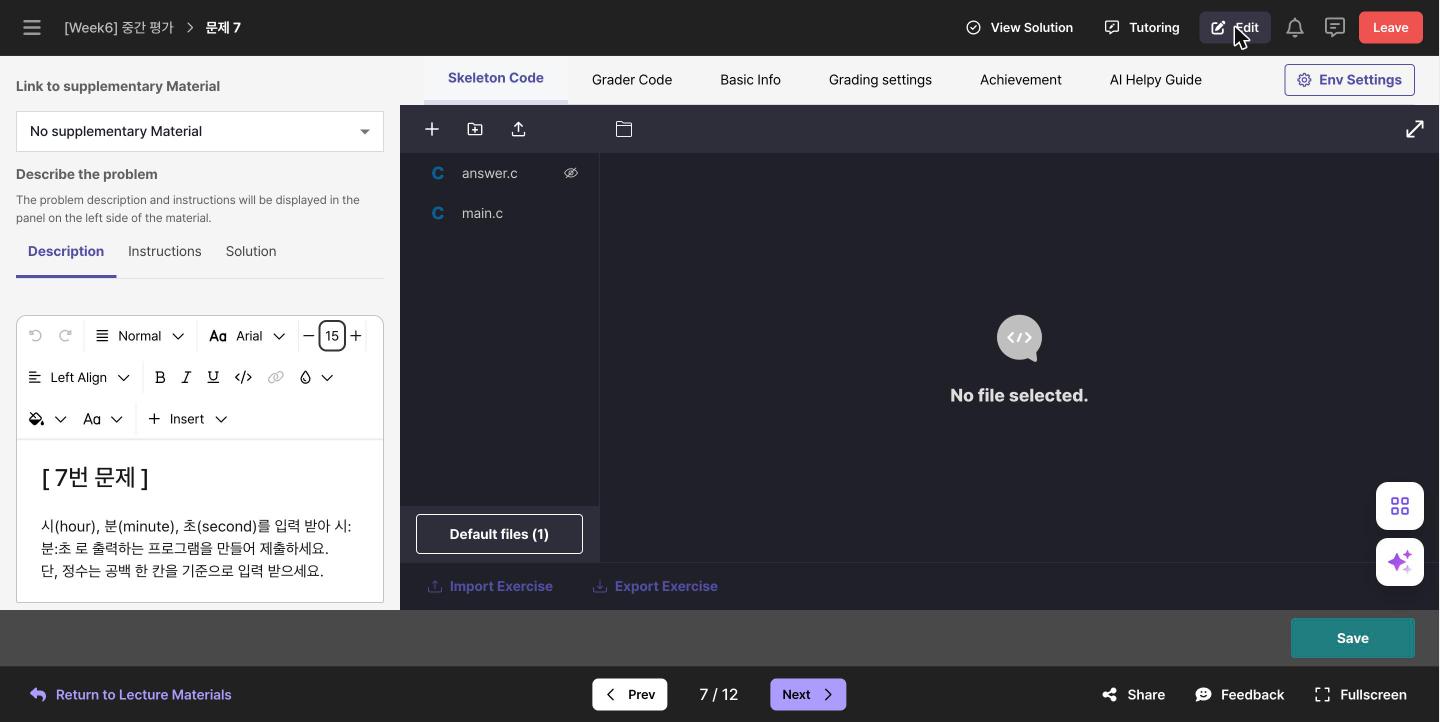 [Week6] 중간 평가 > 문제 7
View Solution
Tutoring
Edit
Leave
Link to supplementary Material
No supplementary Material
Describe the problem
The problem description and instructions will be displayed in the
panel on the left side of the material.
Description Instructions Solution
Normal Aa Arial 15
Left Align B I U </>
Aa + Insert
[ 7번 문제 ]
시(hour), 분(minute), 초(second)를 입력 받아 시:
분:초 로 출력하는 프로그램을 만들어 제출하세요.
단, 정수는 공백 한 칸을 기준으로 입력 받으세요.
Skeleton Code Grader Code Basic Info Grading settings Achievement AI Helpy Guide Env Settings
C answer.c
C main.c
</>
No file selected.
Default files (1)
Import Exercise Export Exercise
Save
Return to Lecture Materials
Prev 7 / 12 Next
Share Feedback Fullscreen